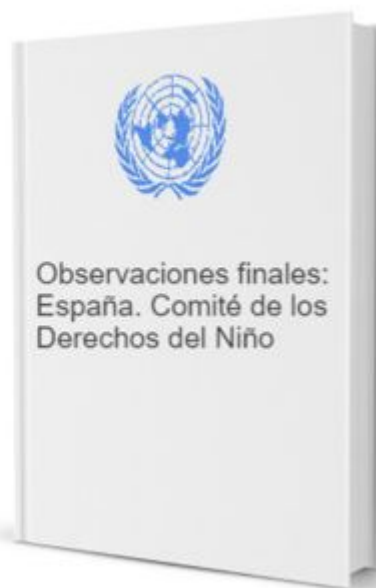 Observaciones finales:
España. Comité de los
Derechos del Niño